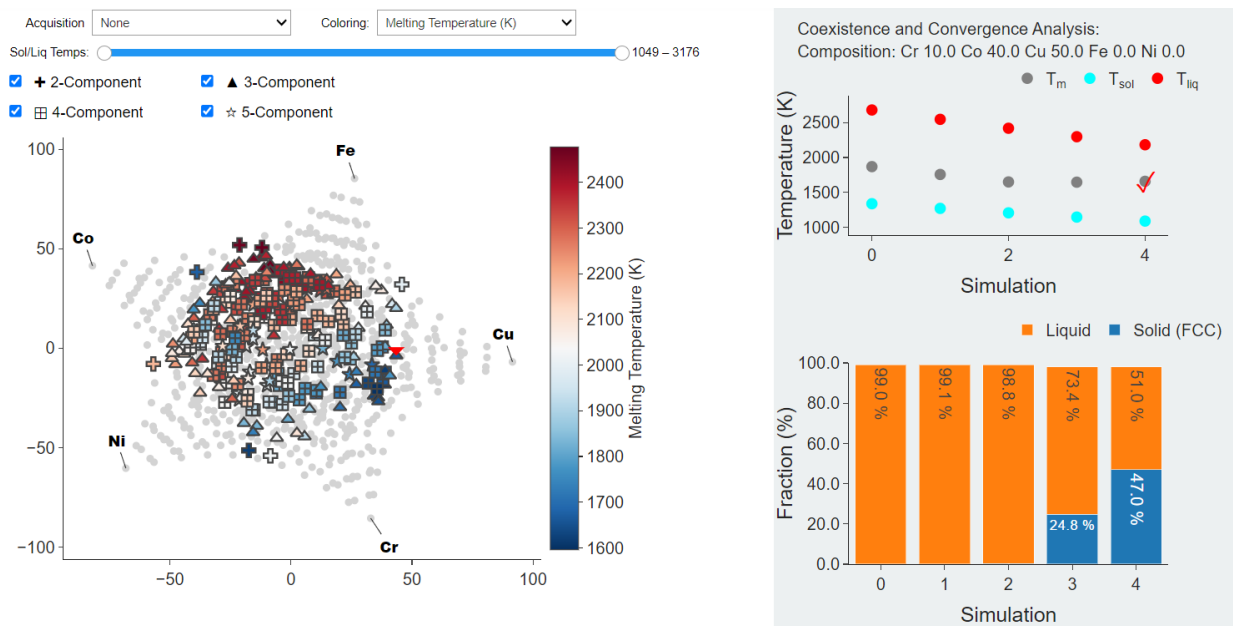 Acquisition None Coloring: Melting Temperature (K)
Sol/Liq Temps: 1049 – 3176
2-Component 3-Component
4-Component 5-Component
100
50
0
−50
−100
−50 0 50 100
Fe
Co
Cu
Ni
Cr
2400
2300
2200
2100
2000
1900
1800
1700
1600
Melting Temperature (K)
Coexistence and Convergence Analysis:
Composition: Cr 10.0 Co 40.0 Cu 50.0 Fe 0.0 Ni 0.0
Tm Tsol Tliq
Temperature (K)
2500
2000
1500
1000
0 2 4
Simulation
Liquid Solid (FCC)
Fraction (%)
100.0
80.0
60.0
40.0
20.0
0.0
99.0 %
99.1 %
98.8 %
73.4 %
51.0 %
24.8 %
47.0 %
0 1 2 3 4
Simulation